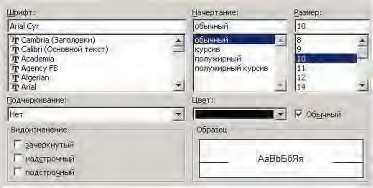 Шрифт: Начертание: Размер:
Arial Cyr обычный 10
Cambria (Заголовки) обычный 8
Calibri (Основной текст) курсив 9
Academia полужирный 10
Agency FB полужирный курсив 11
Algerian 12
Arial 14
Подчеркивание: Цвет:
Нет Обычный
Видоизменение Образец
зачеркнутый
надстрочный АаВbБбЯя
подстрочный